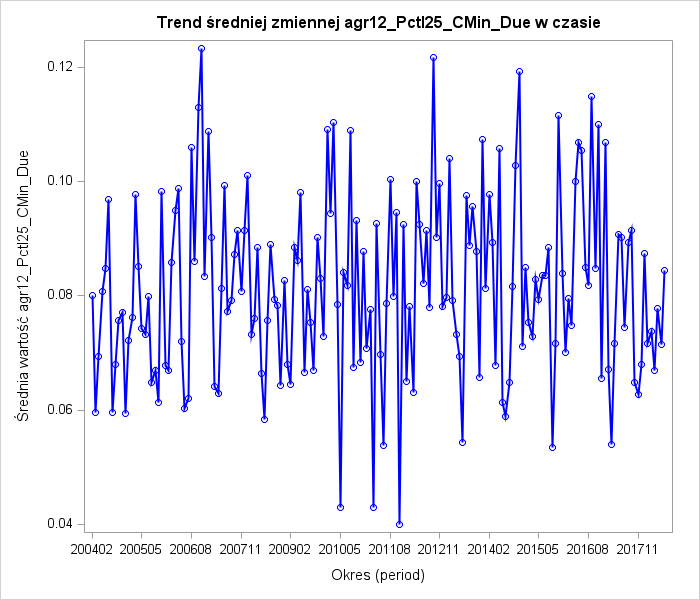 Trend średniej zmiennej agr12_Pctl25_CMin_Due w czasie
Średnia wartość agr12_Pctl25_CMin_Due
0.12
0.10
0.08
0.06
0.04
200402 200505 200608 200711 200902 201005 201108 201211 201402 201505 201608 201711
Okres (period)